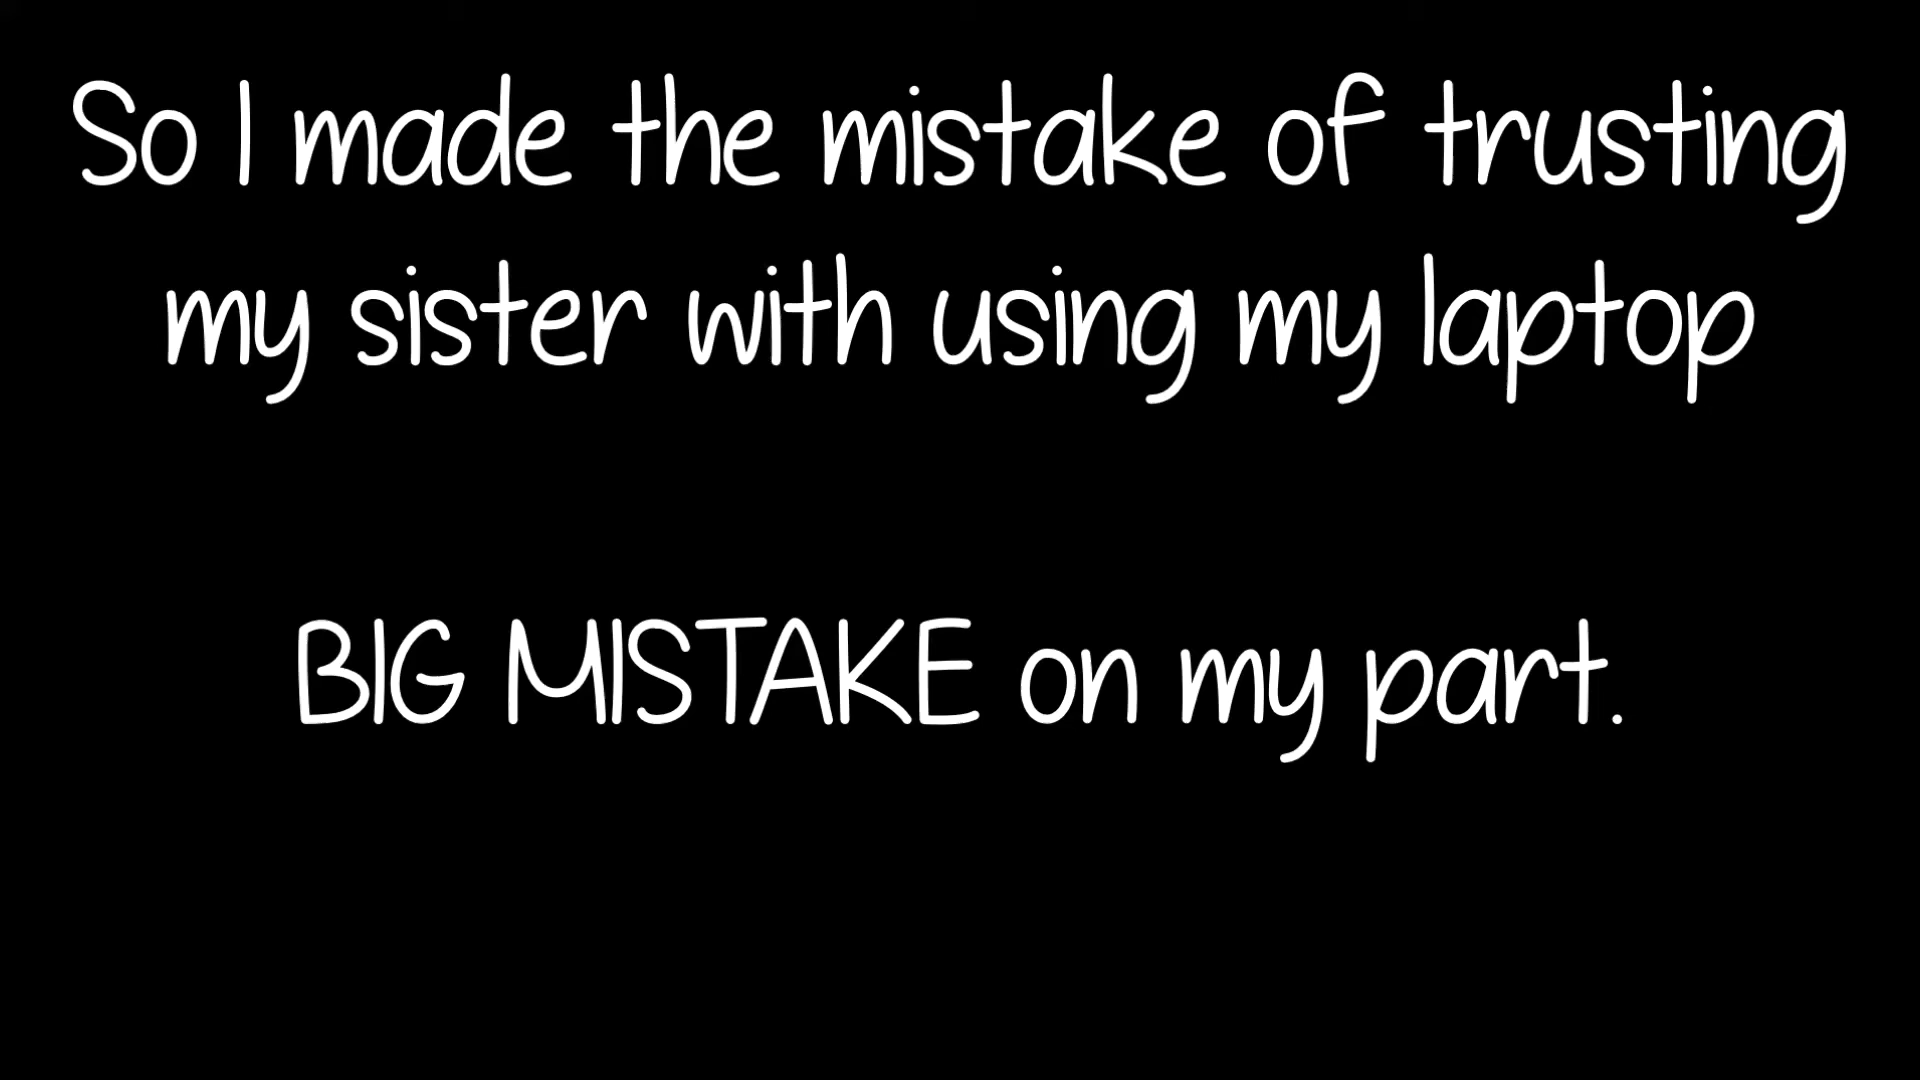 So I made the mistake of trusting
my sister with using my laptop
BIG MISTAKE on my part.